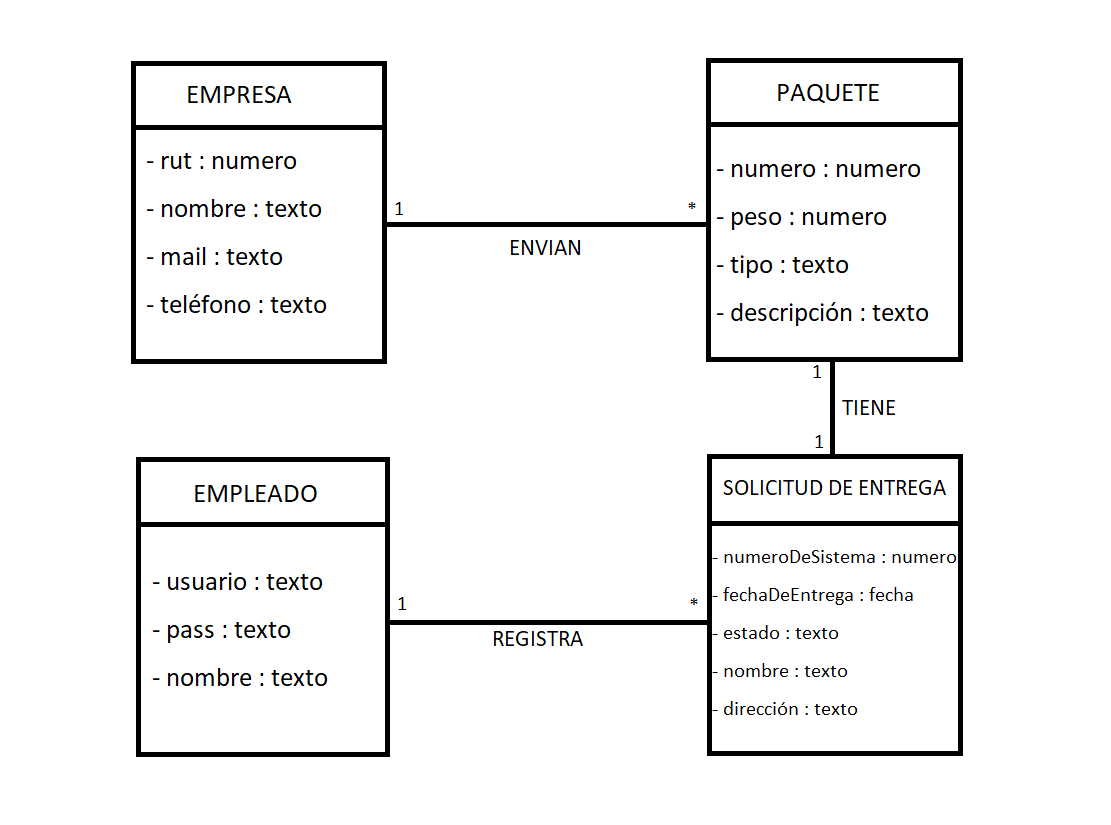 EMPRESA
- rut : numero
- nombre : texto
- mail : texto
- teléfono : texto
1
*
ENVIAN
PAQUETE
- numero : numero
- peso : numero
- tipo : texto
- descripción : texto
1
TIENE
1
EMPLEADO
- usuario : texto
- pass : texto
- nombre : texto
1
*
REGISTRA
SOLICITUD DE ENTREGA
- numeroDeSistema : numero
- fechaDeEntrega : fecha
- estado : texto
- nombre : texto
- dirección : texto